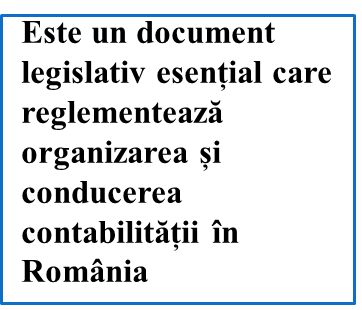 Este un document
legislativ esențial care
reglementează
organizarea și
conducerea
contabilității în
România